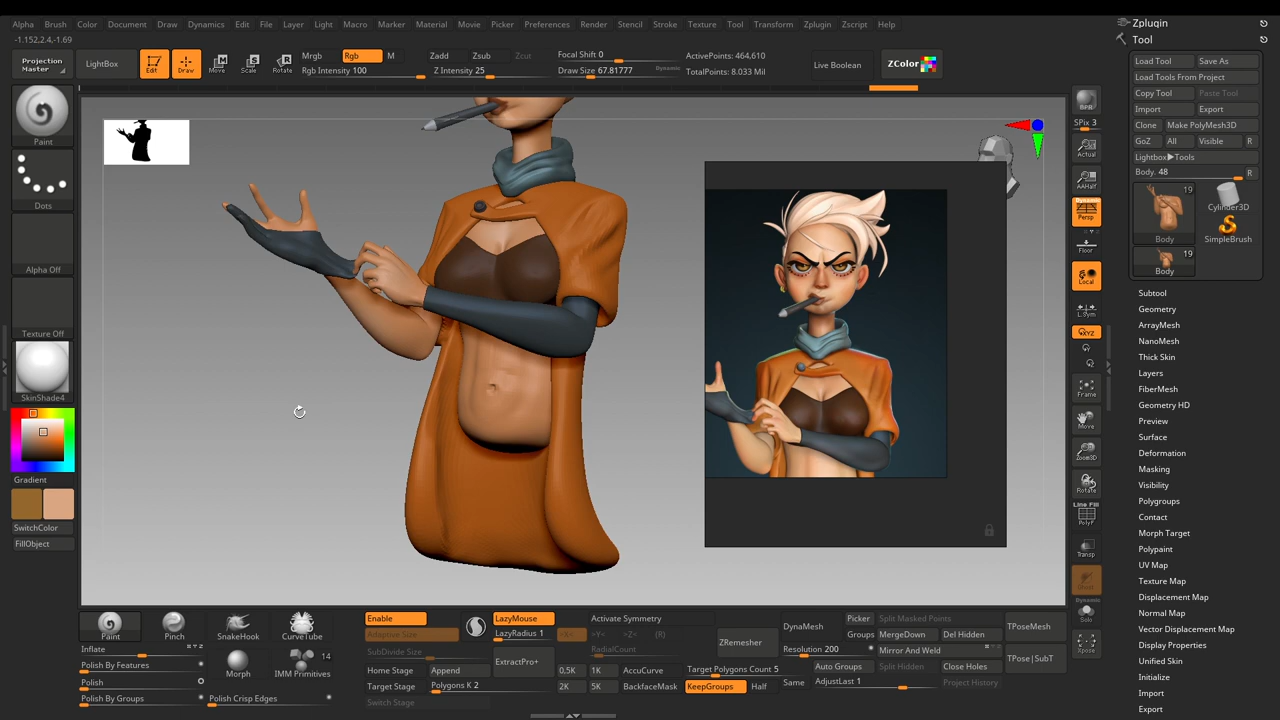 Alpha Brush Color Document Draw Dynamics Edit File Layer Light Macro Marker Material Movie Picker Preferences Render Stencil Stroke Texture Tool Transform Zplugin Zscript Help
-1.152,2.4,-1.69
Projection Master
LightBox
Edit Draw Move Scale Rotate
Mrgb Rgb M
Rgb Intensity 100
Zadd Zsub Zcut
Z Intensity 25
Focal Shift 0
Draw Size 67.81777
Dynamic
ActivePoints: 464,610
TotalPoints: 8.033 Mil
Live Boolean
ZColor
Paint
Dots
Alpha Off
Texture Off
SkinShade4
Gradient
SwitchColor
FillObject
BPR
SPix 3
Actual
AAHalf
Dynamic
Persp
Floor
Local
L.Sym
XYZ
Frame
Move
Zoom3D
Rotate
Line Fill
PolyF
Transp
Ghost
Dynamic
Solo
Xpose
Zplugin
Tool
Load Tool Save As
Load Tools From Project
Copy Tool Paste Tool
Import Export
Clone Make PolyMesh3D
GoZ All Visible R
Lightbox▶Tools
Body. 48 R
19
Body
Cylinder3D
SimpleBrush
19
Body
Subtool
Geometry
ArrayMesh
NanoMesh
Thick Skin
Layers
FiberMesh
Geometry HD
Preview
Surface
Deformation
Masking
Visibility
Polygroups
Contact
Morph Target
Polypaint
UV Map
Texture Map
Displacement Map
Normal Map
Vector Displacement Map
Display Properties
Unified Skin
Initialize
Import
Export
Paint Pinch SnakeHook CurveTube
Inflate
Polish By Features
Polish
Polish By Groups
Morph
14
IMM Primitives
Polish Crisp Edges
Enable
Adaptive Size
SubDivide Size
Home Stage Append
Target Stage Polygons K 2
Switch Stage
LazyMouse
LazyRadius 1
ExtractPro+
Activate Symmetry
>X< >Y< >Z< (R)
RadialCount
0.5K 1K AccuCurve
2K 5K BackfaceMask
Target Polygons Count 5
KeepGroups Half Same
ZRemesher
DynaMesh
Resolution 200
Auto Groups
AdjustLast 1
Picker
Groups
Split Masked Points
MergeDown Del Hidden
Mirror And Weld
Split Hidden Close Holes
Project History
TPoseMesh
TPose|SubT